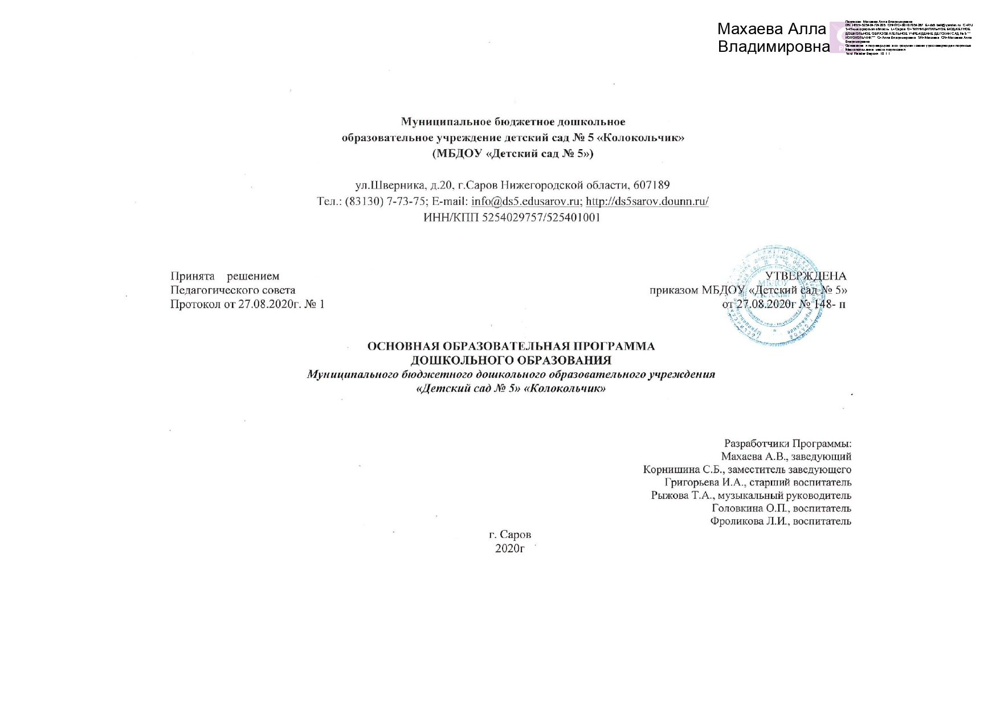 Махаева Алла
Владимировна
Муниципальное бюджетное дошкольное
образовательное учреждение детский сад № 5 «Колокольчик»
(МБДОУ «Детский сад № 5»)
ул.Шверника, д.20, г.Саров Нижегородской области, 607189
Тел.: (83130) 7-73-75; E-mail: info@ds5.edusarov.ru; http://ds5sarov.dounn.ru/
ИНН/КПП 5254029757/525401001
Принята решением
Педагогического совета
Протокол от 27.08.2020г. № 1
УТВЕРЖДЕНА
приказом МБДОУ «Детский сад № 5»
от 27.08.2020г № 148- п
ОСНОВНАЯ ОБРАЗОВАТЕЛЬНАЯ ПРОГРАММА
ДОШКОЛЬНОГО ОБРАЗОВАНИЯ
Муниципального бюджетного дошкольного образовательного учреждения
«Детский сад № 5» «Колокольчик»
Разработчики Программы:
Махаева А.В., заведующий
Корнишина С.Б., заместитель заведующего
Григорьева И.А., старший воспитатель
Рыжова Т.А., музыкальный руководитель
Головкина О.П., воспитатель
Фроликова Л.И., воспитатель
г. Саров
2020г